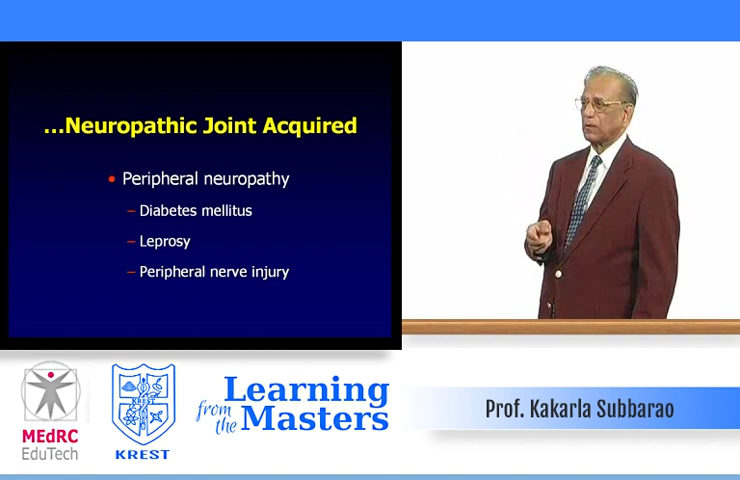 ...Neuropathic Joint Acquired
• Peripheral neuropathy
– Diabetes mellitus
– Leprosy
– Peripheral nerve injury
MEdRC
EduTech
KREST
KREST
Learning
from the Masters
Prof. Kakarla Subbarao